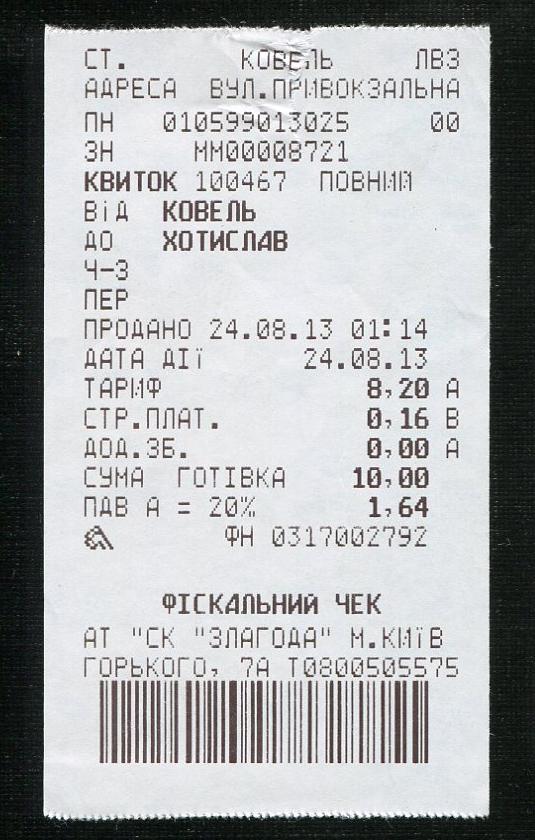 СТ. КОВЕЛЬ ЛВЗ
АДРЕСА ВУЛ.ПРИВОКЗАЛЬНА
ПН 010599013025 00
ЗН ММ00008721
КВИТОК 100467 ПОВНИЙ
ВіД КОВЕЛЬ
ДО ХОТИСЛАВ
Ч-3
ПЕР
ПРОДАНО 24.08.13 01:14
ДАТА ДІЇ 24.08.13
ТАРИФ 8,20 А
СТР.ПЛАТ. 0,16 В
ДОД.ЗБ. 0,00 А
СУМА ГОТІВКА 10,00
ПДВ А = 20% 1,64
ФН 0317002792
ФІСКАЛЬНИЙ ЧЕК
АТ "СК "ЗЛАГОДА" М.КИЇВ
ГОРЬКОГО, 7А Т0800505575